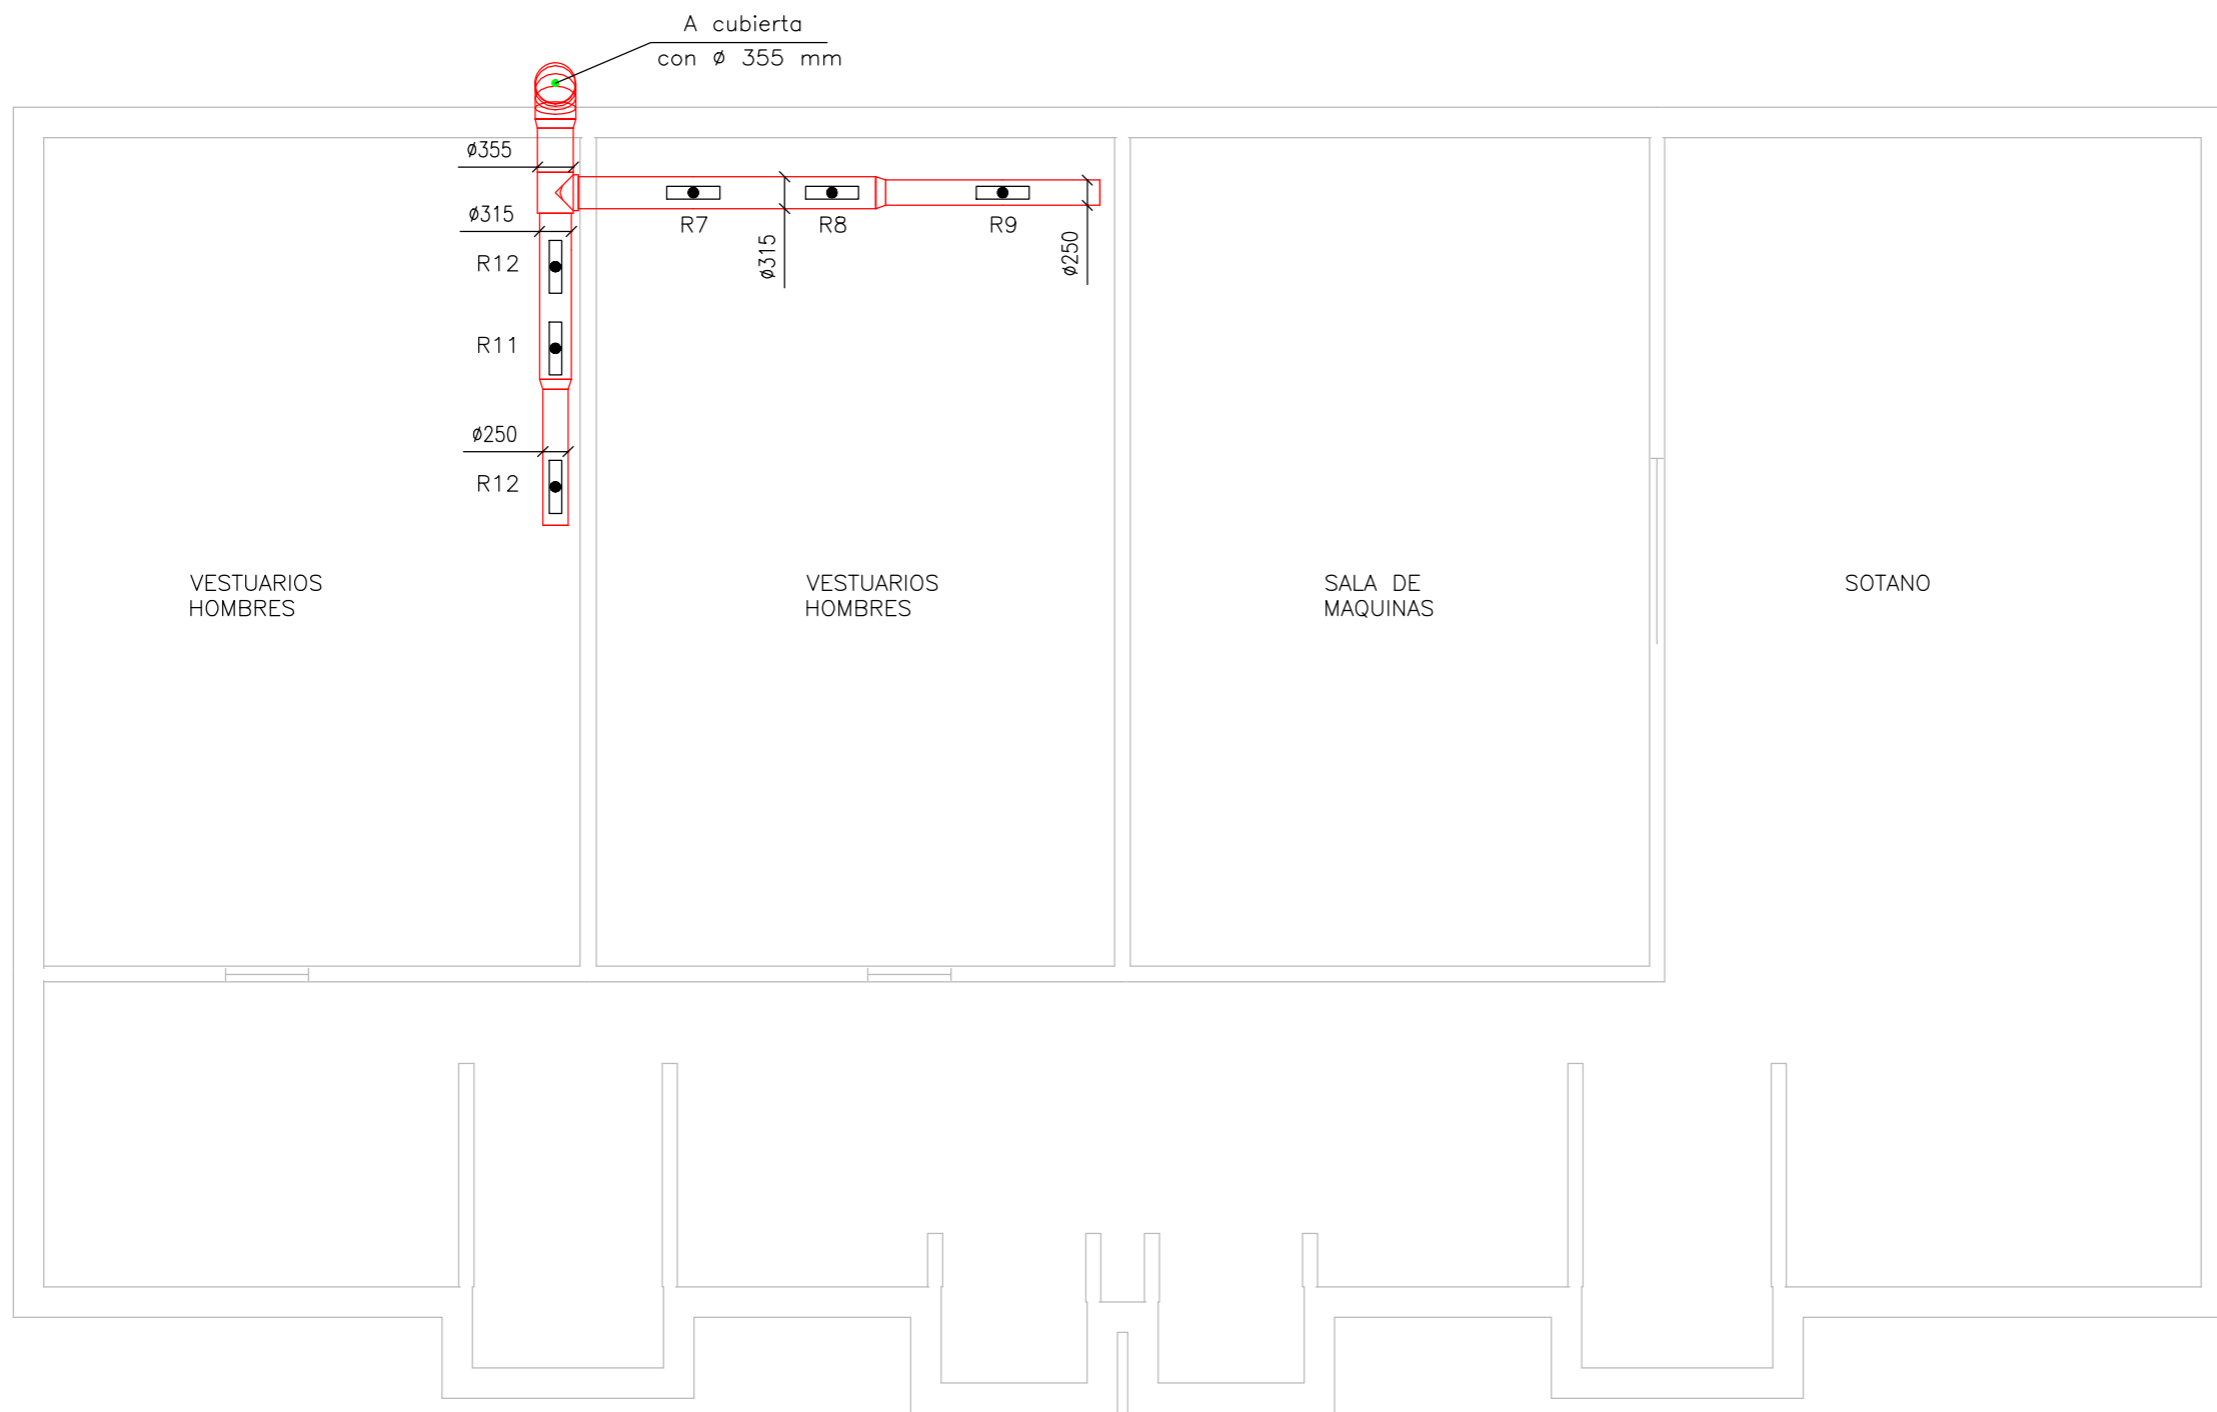 A cubierta
con ø 355 mm
ø355
ø315
R7
R8
R9
R12
ø315
ø250
R11
ø250
R12
VESTUARIOS
HOMBRES
VESTUARIOS
HOMBRES
SALA DE
MAQUINAS
SOTANO